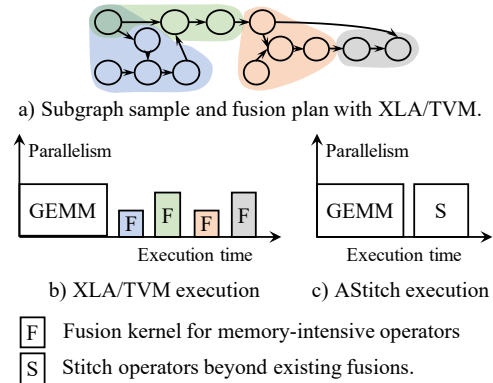 a) Subgraph sample and fusion plan with XLA/TVM.
Parallelism
GEMM
F
F
F
F
Execution time
b) XLA/TVM execution
Parallelism
GEMM
S
Execution time
c) AStitch execution
F Fusion kernel for memory-intensive operators
S Stitch operators beyond existing fusions.